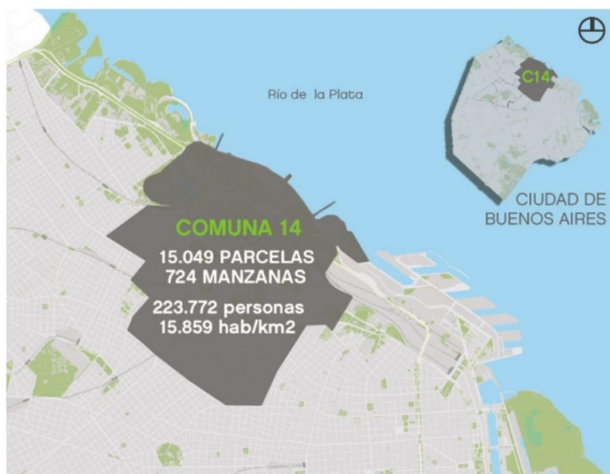 Río de la Plata
C14
CIUDAD DE
BUENOS AIRES
COMUNA 14
15.049 PARCELAS
724 MANZANAS
223.772 personas
15.859 hab/km2